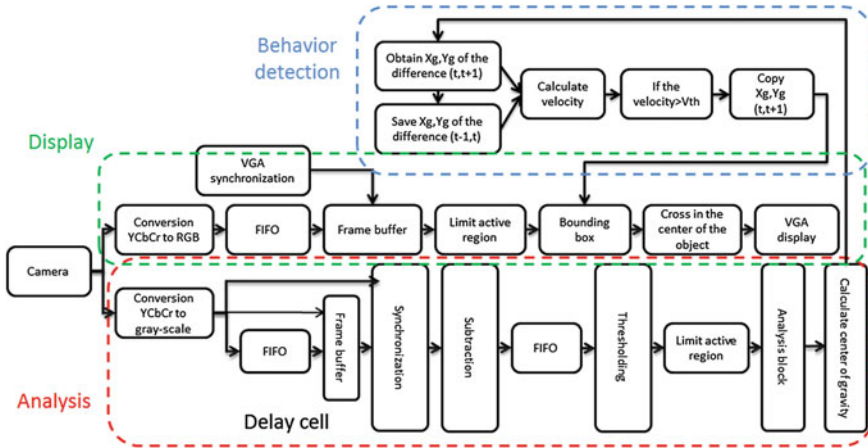 Behavior
detection
Obtain Xg,Yg of the
difference (t,t+1)
Save Xg,Yg of the
difference (t-1,t)
Calculate
velocity
If the
velocity>Vth
Copy
Xg,Yg
(t,t+1)
Display
VGA
synchronization
Conversion
YCbCr to RGB
FIFO
Frame buffer
Limit active
region
Bounding
box
Cross in the
center of the
object
VGA
display
Camera
Conversion
YCbCr to
gray-scale
FIFO
Frame buffer
Synchronization
Subtraction
FIFO
Thresholding
Limit active
region
Analysis block
Calculate center
of gravity
Analysis
Delay cell